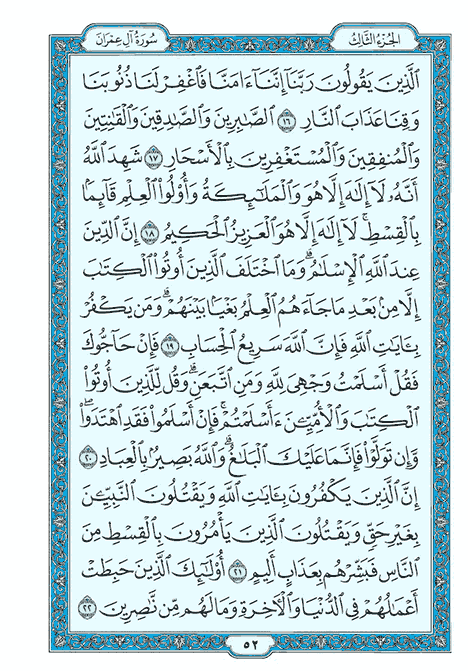 الجزء الثالث
سورة آل عمران
ٱلَّذِينَ يَقُولُونَ رَبَّنَآ إِنَّنَآ ءَامَنَّا فَٱغْفِرْ لَنَا ذُنُوبَنَا
وَقِنَا عَذَابَ ٱلنَّارِ ١٦ ٱلصَّٰبِرِينَ وَٱلصَّٰدِقِينَ وَٱلْقَٰنِتِينَ
وَٱلْمُنفِقِينَ وَٱلْمُسْتَغْفِرِينَ بِٱلْأَسْحَارِ ١٧ شَهِدَ ٱللَّهُ
أَنَّهُۥ لَآ إِلَٰهَ إِلَّا هُوَ وَٱلْمَلَٰٓئِكَةُ وَأُو۟لُوا۟ ٱلْعِلْمِ قَآئِمًۢا
بِٱلْقِسْطِ ۚ لَآ إِلَٰهَ إِلَّا هُوَ ٱلْعَزِيزُ ٱلْحَكِيمُ ١٨ إِنَّ ٱلدِّينَ
عِندَ ٱللَّهِ ٱلْإِسْلَٰمُ ۗ وَمَا ٱخْتَلَفَ ٱلَّذِينَ أُوتُوا۟ ٱلْكِتَٰبَ
إِلَّا مِنۢ بَعْدِ مَا جَآءَهُمُ ٱلْعِلْمُ بَغْيًۢا بَيْنَهُمْ ۗ وَمَن يَكْفُرْ
بِـَٔايَٰتِ ٱللَّهِ فَإِنَّ ٱللَّهَ سَرِيعُ ٱلْحِسَابِ ١٩ فَإِنْ حَآجُّوكَ
فَقُلْ أَسْلَمْتُ وَجْهِىَ لِلَّهِ وَمَنِ ٱتَّبَعَنِ ۗ وَقُل لِّلَّذِينَ أُوتُوا۟
ٱلْكِتَٰبَ وَٱلْأُمِّيِّـۧنَ ءَأَسْلَمْتُمْ ۚ فَإِنْ أَسْلَمُوا۟ فَقَدِ ٱهْتَدَوا۟ ۖ
وَّإِن تَوَلَّوْا۟ فَإِنَّمَا عَلَيْكَ ٱلْبَلَٰغُ ۗ وَٱللَّهُ بَصِيرٌۢ بِٱلْعِبَادِ ٢٠
إِنَّ ٱلَّذِينَ يَكْفُرُونَ بِـَٔايَٰتِ ٱللَّهِ وَيَقْتُلُونَ ٱلنَّبِيِّـۧنَ
بِغَيْرِ حَقٍّ وَيَقْتُلُونَ ٱلَّذِينَ يَأْمُرُونَ بِٱلْقِسْطِ مِنَ
ٱلنَّاسِ فَبَشِّرْهُم بِعَذَابٍ أَلِيمٍ ٢١ أُو۟لَٰٓئِكَ ٱلَّذِينَ حَبِطَتْ
أَعْمَٰلُهُمْ فِى ٱلدُّنْيَا وَٱلْـَٔاخِرَةِ وَمَا لَهُم مِّن نَّٰصِرِينَ ٢٢
٥٢